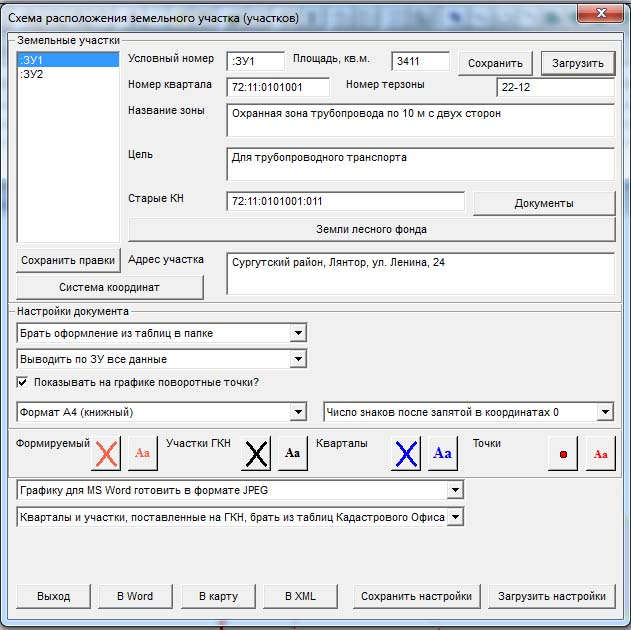 Схема расположения земельного участка (участков)
Земельные участки
:ЗУ1
:ЗУ2
Условный номер :ЗУ1 Площадь, кв.м. 3411 Сохранить Загрузить
Номер квартала 72:11:0101001 Номер терзоны 22-12
Название зоны Охранная зона трубопровода по 10 м с двух сторон
Цель Для трубопроводного транспорта
Старые КН 72:11:0101001:011 Документы
Земли лесного фонда
Сохранить правки Адрес участка Сургутский район, Лянтор, ул. Ленина, 24
Система координат
Настройки документа
Брать оформление из таблиц в папке
Выводить по ЗУ все данные
Показывать на графике поворотные точки?
Формат А4 (книжный) Число знаков после запятой в координатах 0
Формируемый Аа Участки ГКН Аа Кварталы Аа Точки Аа
Графику для MS Word готовить в формате JPEG
Кварталы и участки, поставленные на ГКН, брать из таблиц Кадастрового Офиса
Выход В Word В карту В XML Сохранить настройки Загрузить настройки